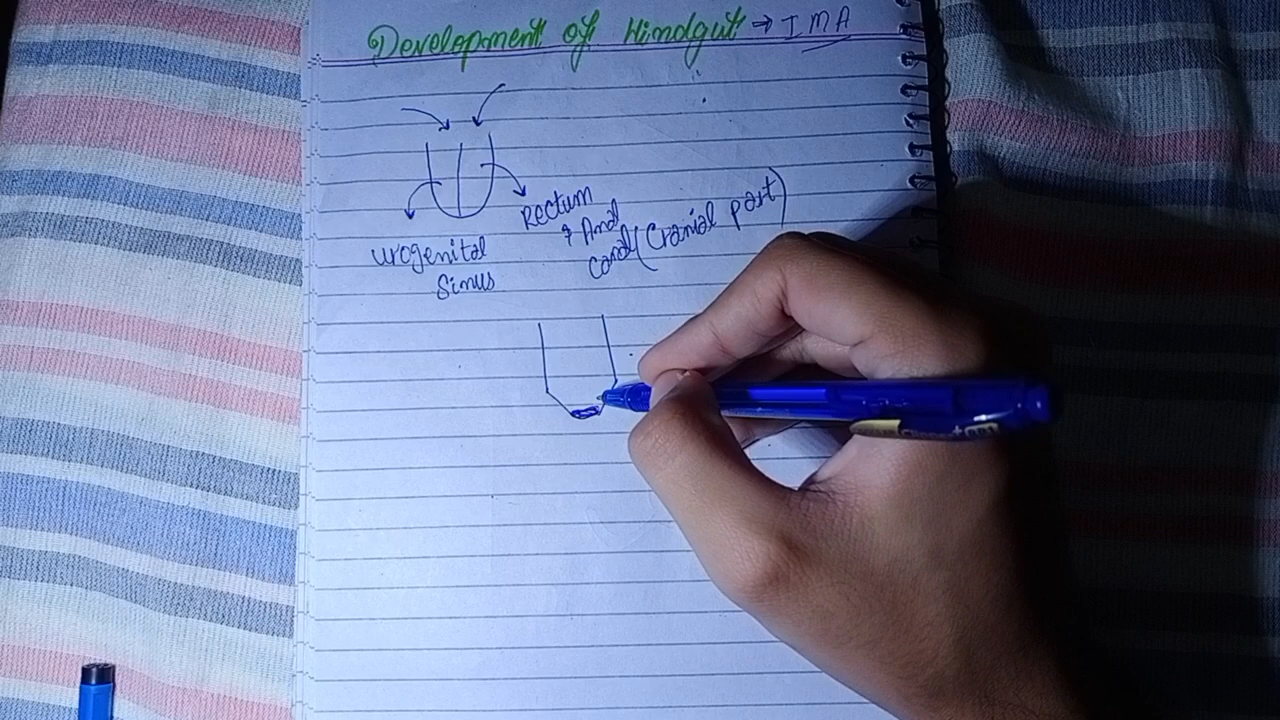 Development of Hindgut → IMA
Urogenital
Sinus
Rectum
& Anal
canal (Cranial part)